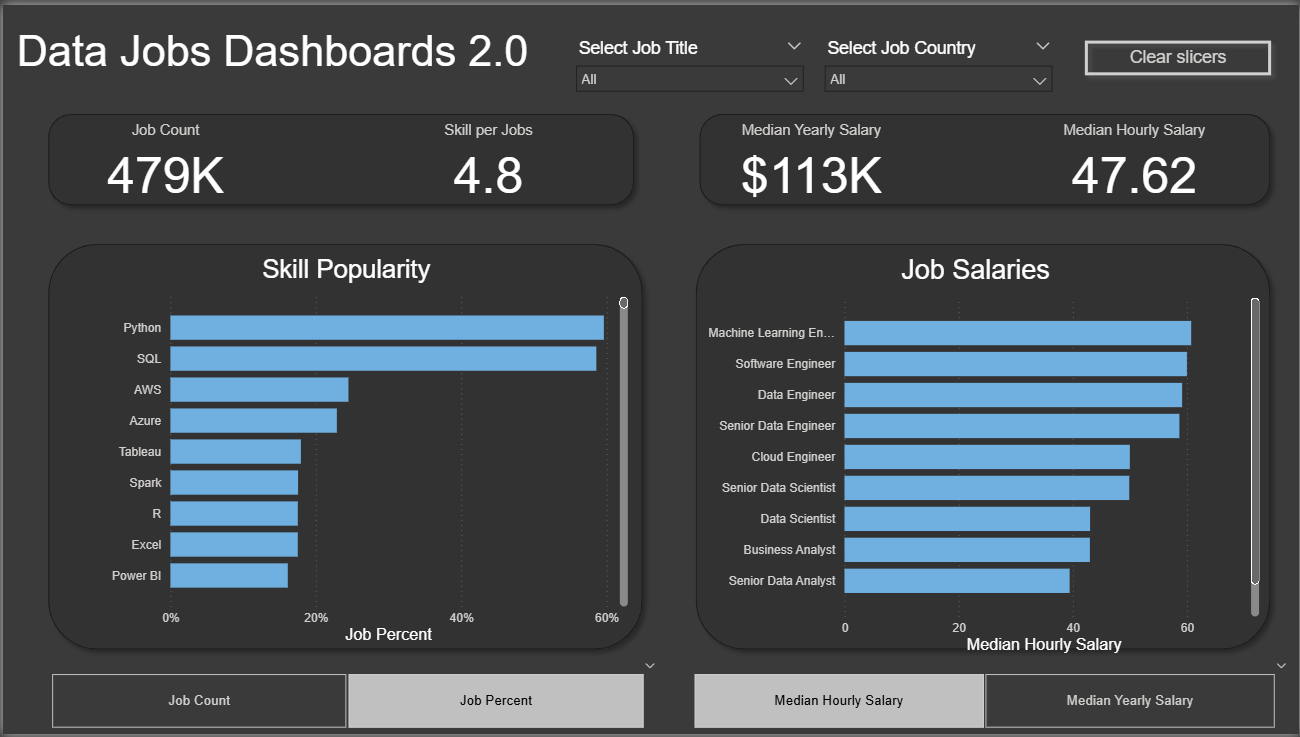 Data Jobs Dashboards 2.0
Select Job Title
All
Select Job Country
All
Clear slicers
Job Count
479K
Skill per Jobs
4.8
Median Yearly Salary
$113K
Median Hourly Salary
47.62
Skill Popularity
Python
SQL
AWS
Azure
Tableau
Spark
R
Excel
Power BI
0% 20% 40% 60%
Job Percent
Job Salaries
Machine Learning En...
Software Engineer
Data Engineer
Senior Data Engineer
Cloud Engineer
Senior Data Scientist
Data Scientist
Business Analyst
Senior Data Analyst
0 20 40 60
Median Hourly Salary
Job Count
Job Percent
Median Hourly Salary
Median Yearly Salary